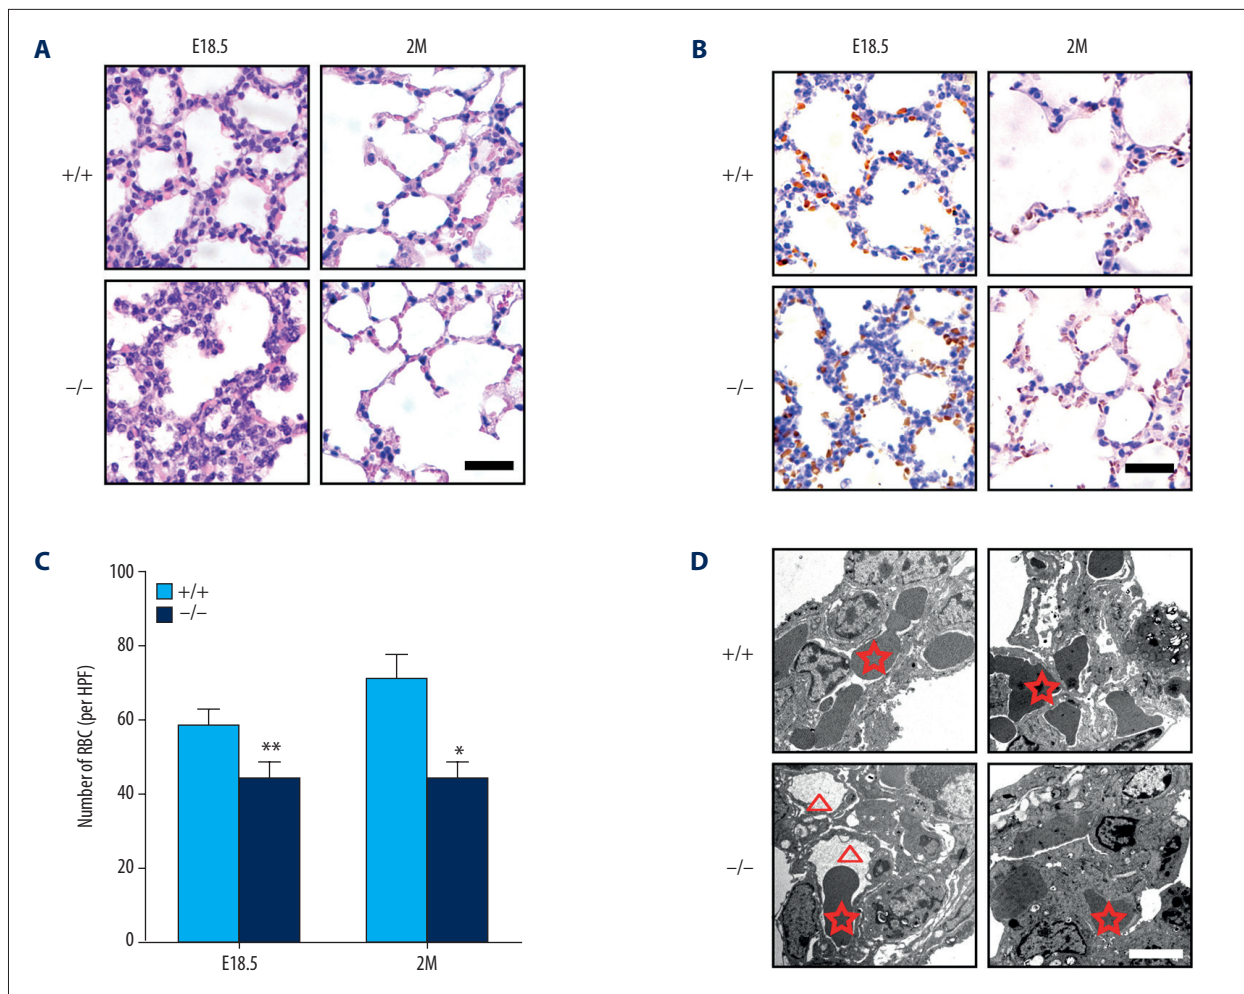 A
E18.5
2M
+/+
−/−
B
E18.5
2M
+/+
−/−
C
100
80
60
40
20
0
Number of RBC (per HPF)
+/+
−/−
**
*
E18.5
2M
D
+/+
−/−